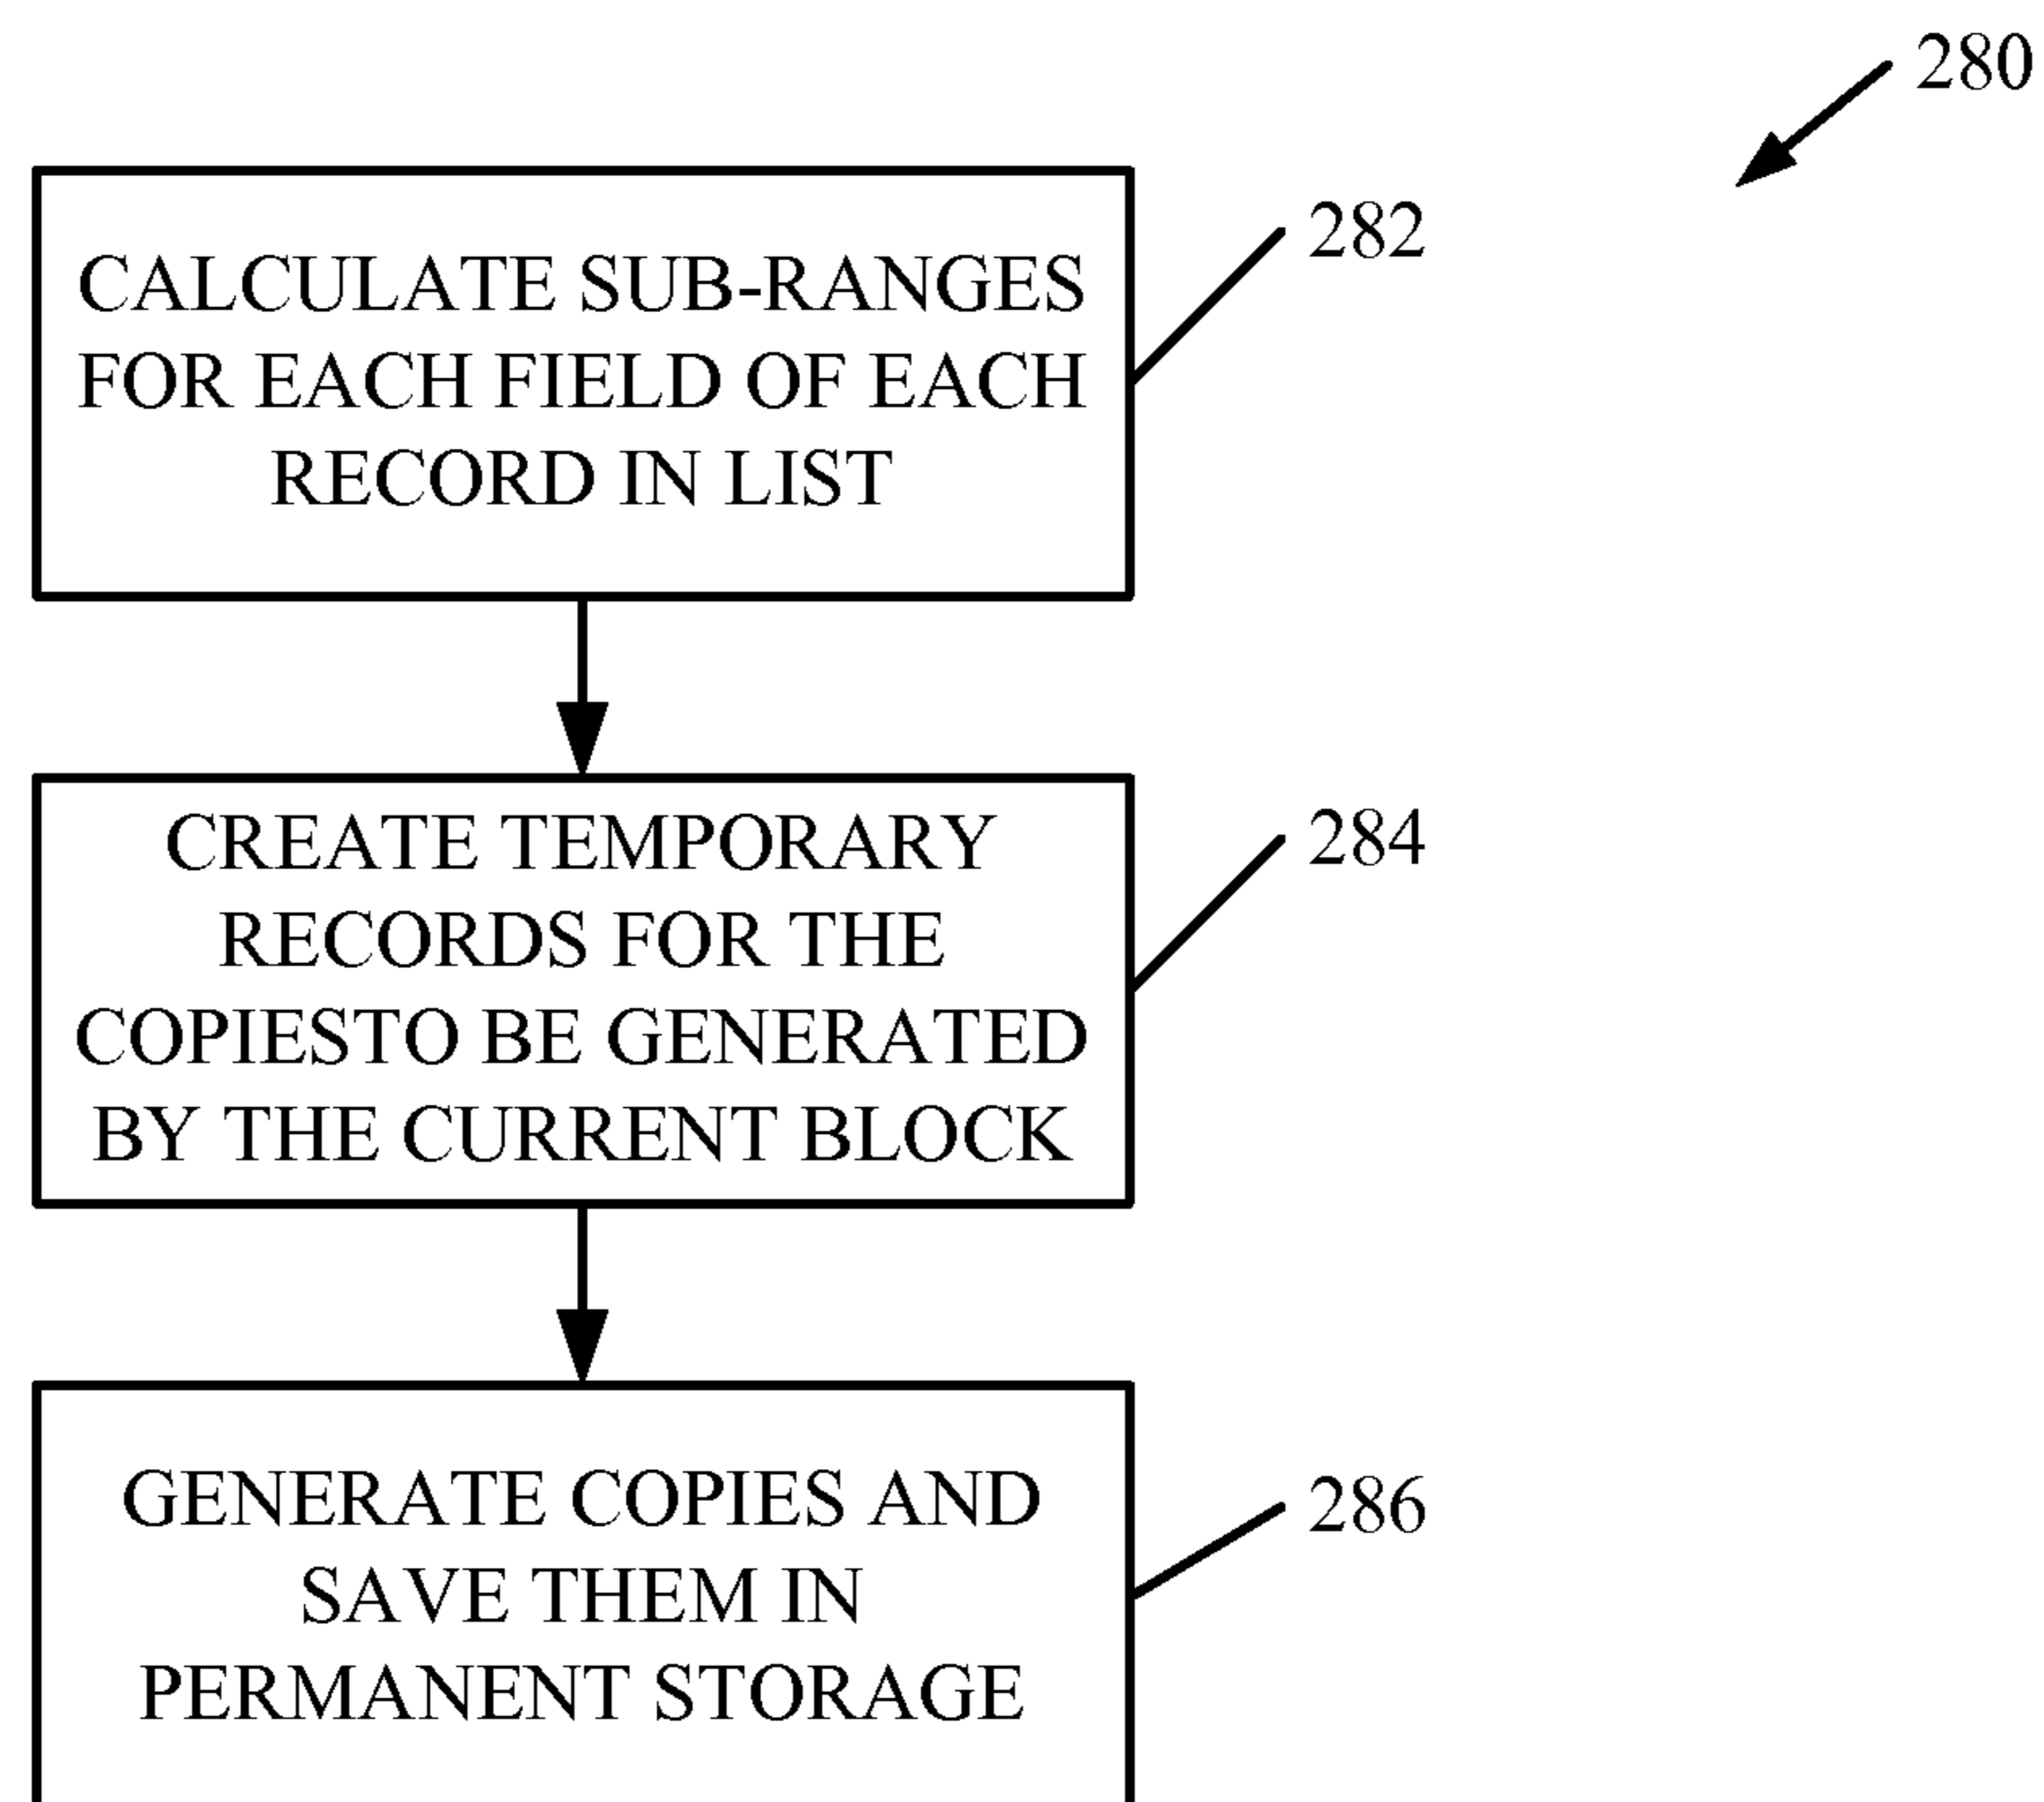 280
282
CALCULATE SUB-RANGES
FOR EACH FIELD OF EACH
RECORD IN LIST
284
CREATE TEMPORARY
RECORDS FOR THE
COPIESTO BE GENERATED
BY THE CURRENT BLOCK
286
GENERATE COPIES AND
SAVE THEM IN
PERMANENT STORAGE